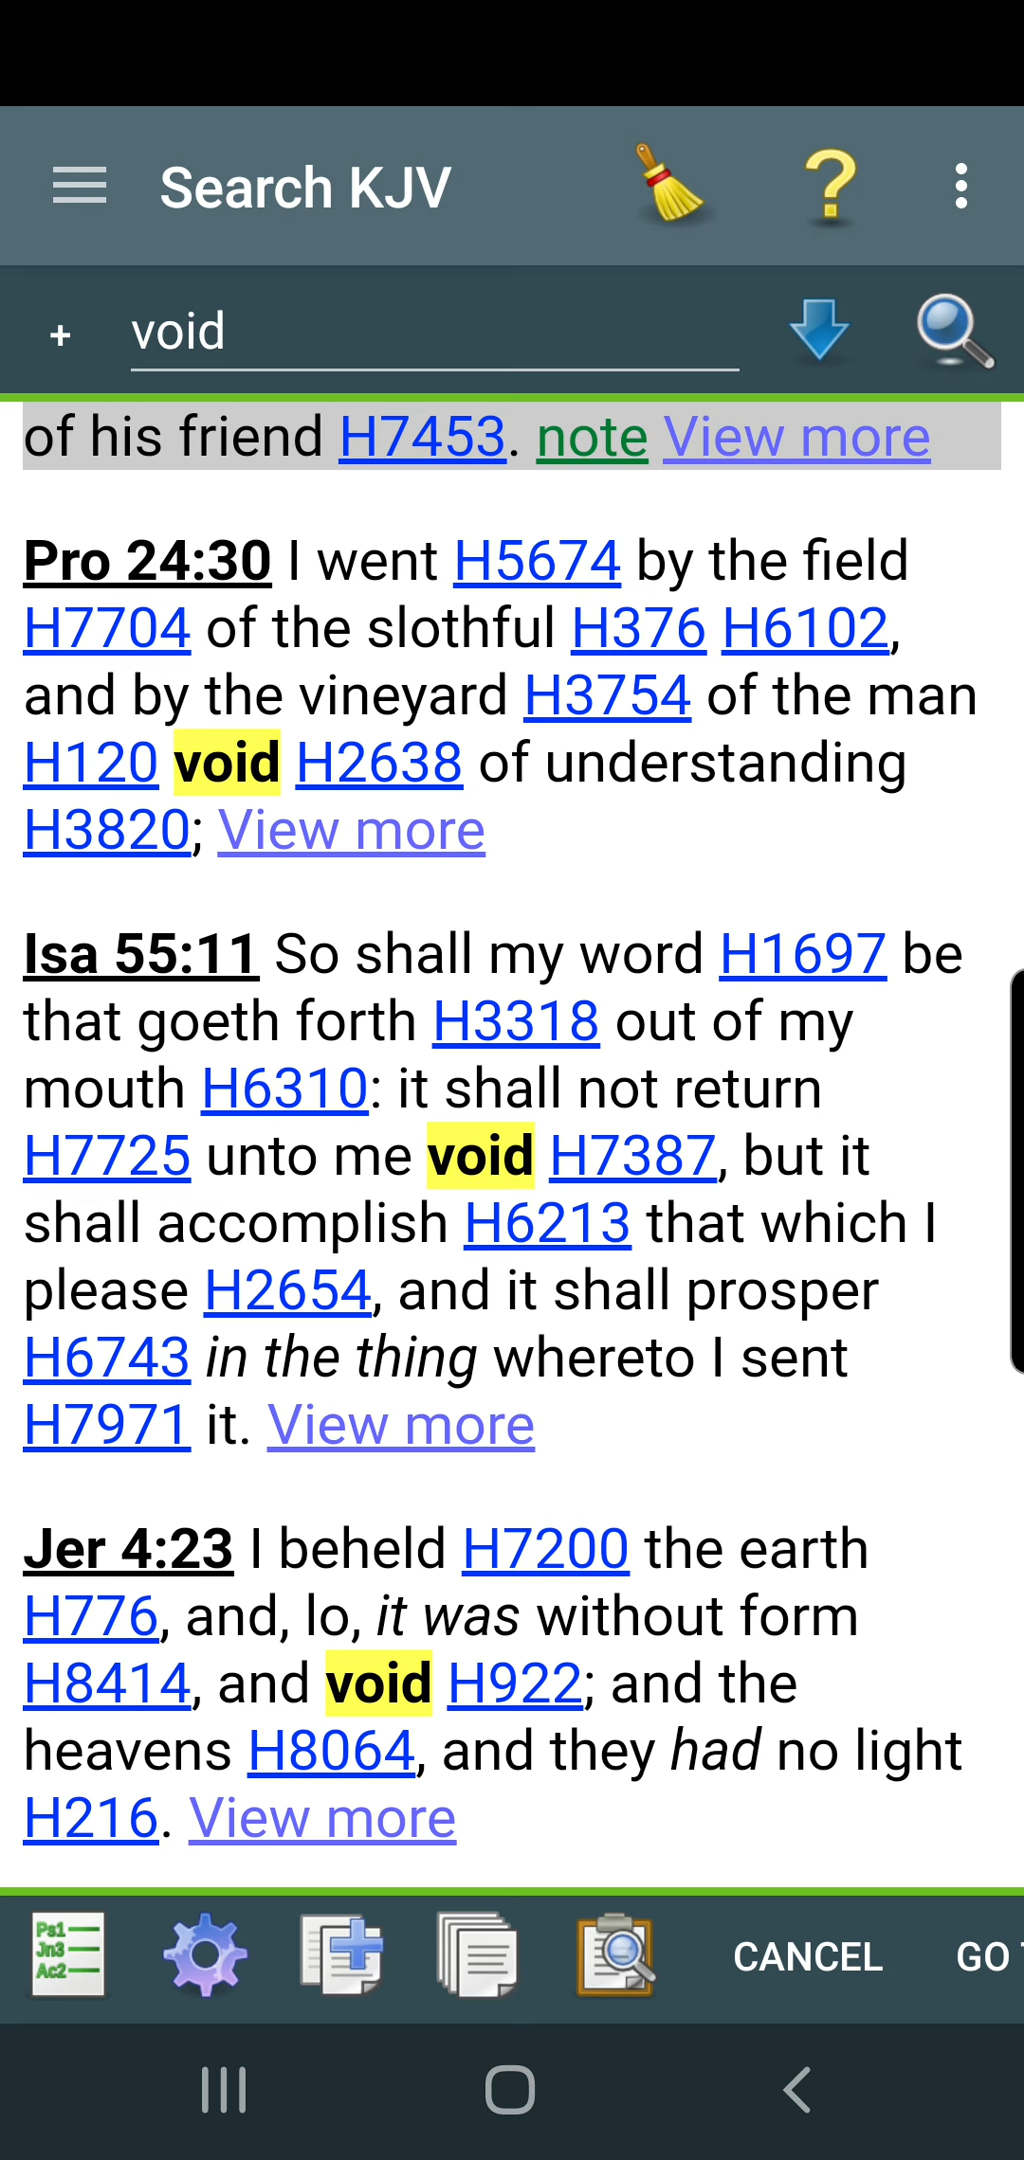 Search KJV
+ void
of his friend H7453. note View more
Pro 24:30 I went H5674 by the field
H7704 of the slothful H376 H6102,
and by the vineyard H3754 of the man
H120 void H2638 of understanding
H3820; View more
Isa 55:11 So shall my word H1697 be
that goeth forth H3318 out of my
mouth H6310: it shall not return
H7725 unto me void H7387, but it
shall accomplish H6213 that which I
please H2654, and it shall prosper
H6743 in the thing whereto I sent
H7971 it. View more
Jer 4:23 I beheld H7200 the earth
H776, and, lo, it was without form
H8414, and void H922; and the
heavens H8064, and they had no light
H216. View more
Ps1
Jn3
Ac2
CANCEL GO